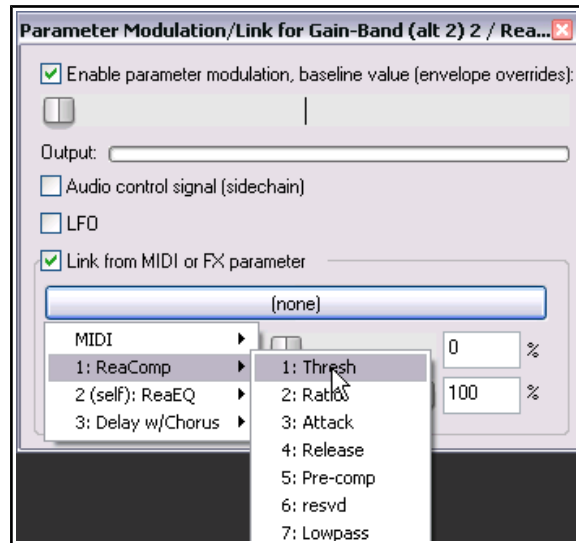 Parameter Modulation/Link for Gain-Band (alt 2) 2 / Rea...
Enable parameter modulation, baseline value (envelope overrides):
Output:
Audio control signal (sidechain)
LFO
Link from MIDI or FX parameter
(none)
MIDI
0 %
1: ReaComp
1: Thresh
2 (self): ReaEQ
2: Ratio
100 %
3: Delay w/Chorus
3: Attack
4: Release
5: Pre-comp
6: resvd
7: Lowpass